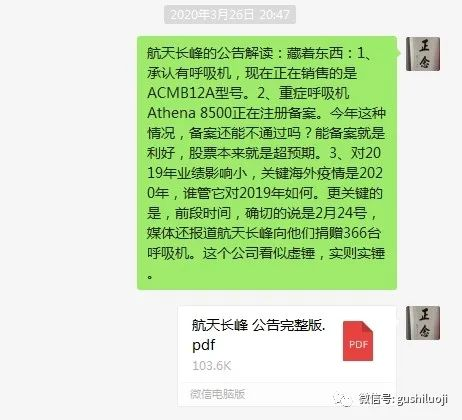 2020年3月26日 20:47
航天长峰的公告解读：藏着东西：1、
承认有呼吸机，现在正在销售的是
ACMB12A型号。2、重症呼吸机
Athena 8500正在注册备案。今年这种
情况，备案还能不通过吗？能备案就是
利好，股票本来就是超预期。3、对20
19年业绩影响小，关键海外疫情是202
0年，谁管它对2019年如何。更关键的
是，前段时间，确切的说是2月24号，
媒体还报道航天长峰向他们捐赠366台
呼吸机。这个公司看似虚锤，实则实锤
。
正念
航天长峰 公告完整版.
pdf
103.6K
PDF
微信电脑版
正念
微信号: gushiluoji